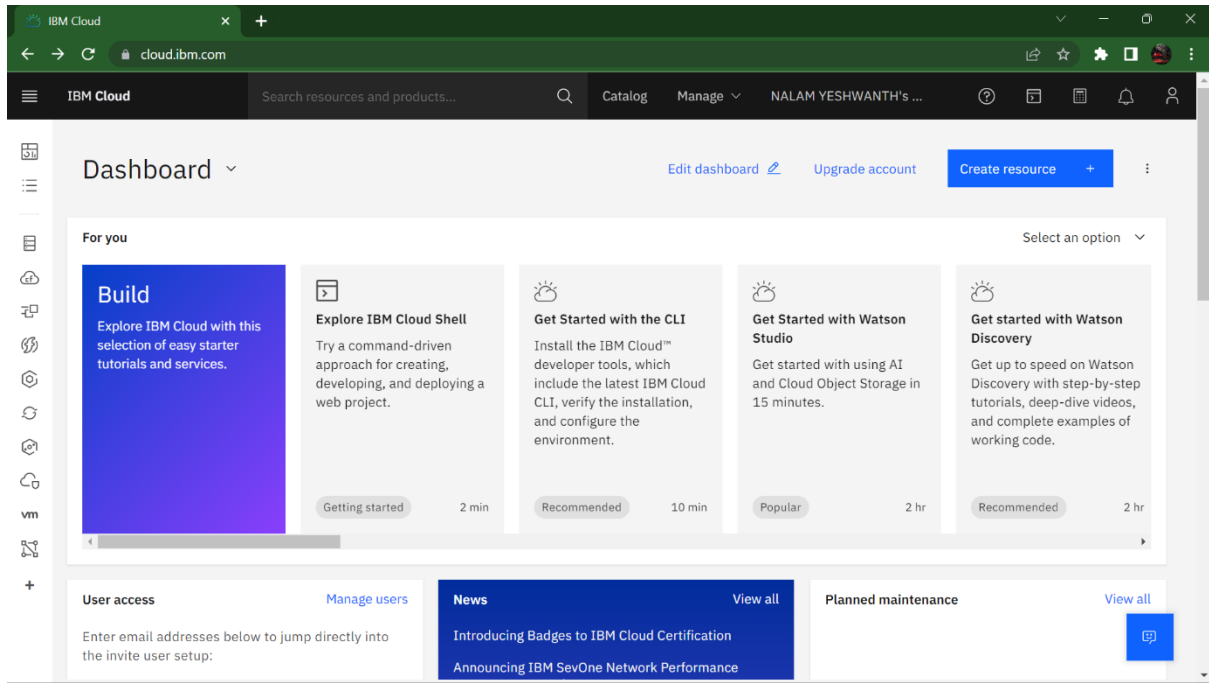 IBM Cloud
cloud.ibm.com
IBM Cloud
Search resources and products...
Catalog
Manage
NALAM YESHWANTH's ...
Dashboard
Edit dashboard
Upgrade account
Create resource +
For you
Select an option
Build
Explore IBM Cloud with this
selection of easy starter
tutorials and services.
Explore IBM Cloud Shell
Try a command-driven
approach for creating,
developing, and deploying a
web project.
Getting started
2 min
Get Started with the CLI
Install the IBM Cloud™
developer tools, which
include the latest IBM Cloud
CLI, verify the installation,
and configure the
environment.
Recommended
10 min
Get Started with Watson
Studio
Get started with using AI
and Cloud Object Storage in
15 minutes.
Popular
2 hr
Get started with Watson
Discovery
Get up to speed on Watson
Discovery with step-by-step
tutorials, deep-dive videos,
and complete examples of
working code.
Recommended
2 hr
vm
User access
Manage users
Enter email addresses below to jump directly into
the invite user setup:
News
View all
Introducing Badges to IBM Cloud Certification
Announcing IBM SevOne Network Performance
Planned maintenance
View all